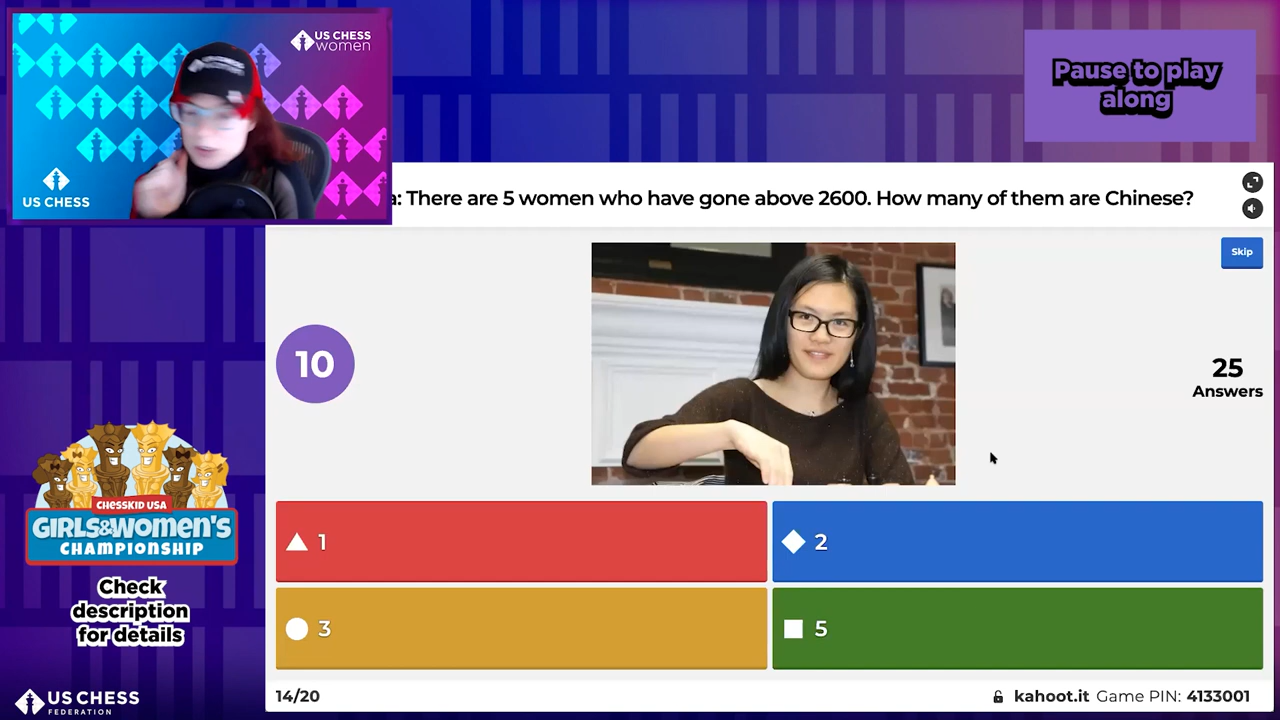 US CHESS
women
US CHESS
Pause to play
along
a: There are 5 women who have gone above 2600. How many of them are Chinese?
Skip
10
25
Answers
1
2
3
5
CHESSKID USA
GIRLS&WOMEN'S
CHAMPIONSHIP
Check
description
for details
14/20
kahoot.it Game PIN: 4133001
US CHESS
FEDERATION